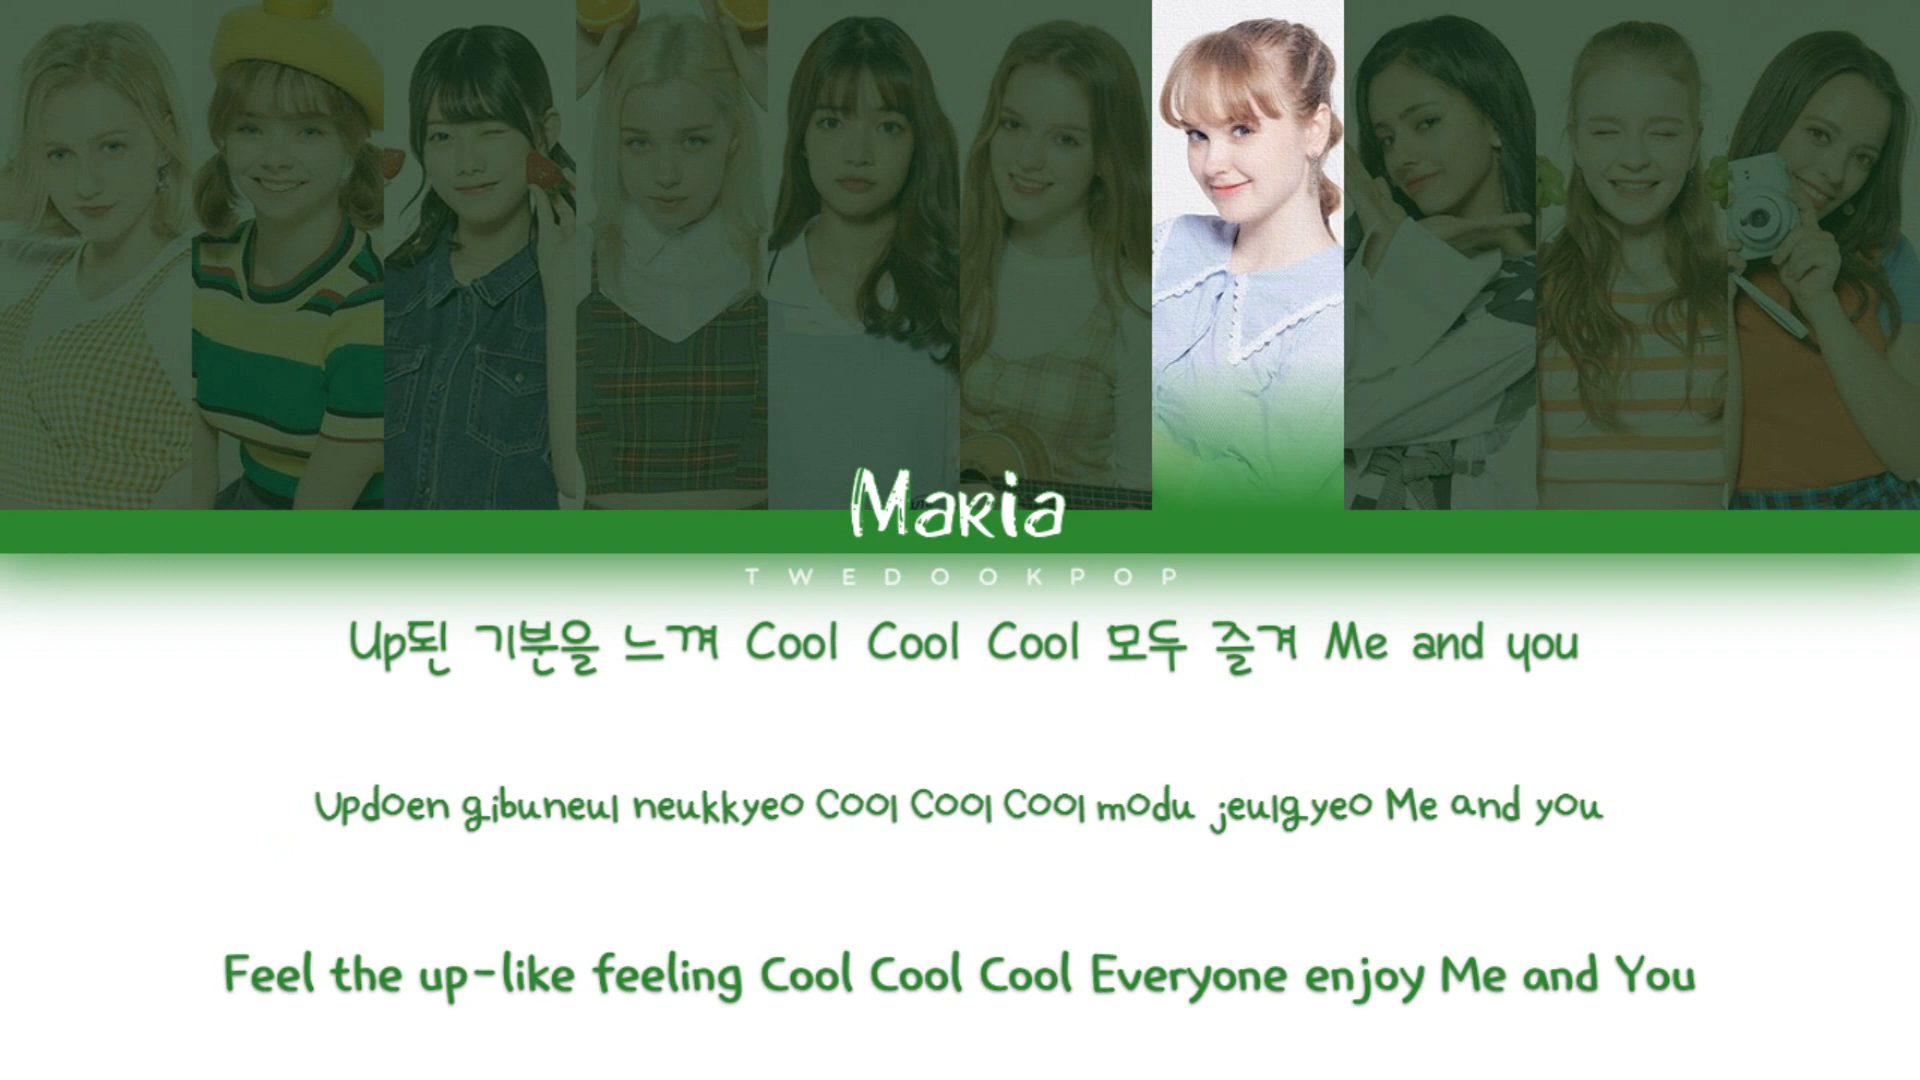 Maria
TWEDOOKPOP
Up된 기분을 느껴 Cool Cool Cool 모두 즐겨 Me and you
Updoen gibuneul neukkyeo Cool Cool Cool modu jeulgyeo Me and you
Feel the up-like feeling Cool Cool Cool Everyone enjoy Me and You